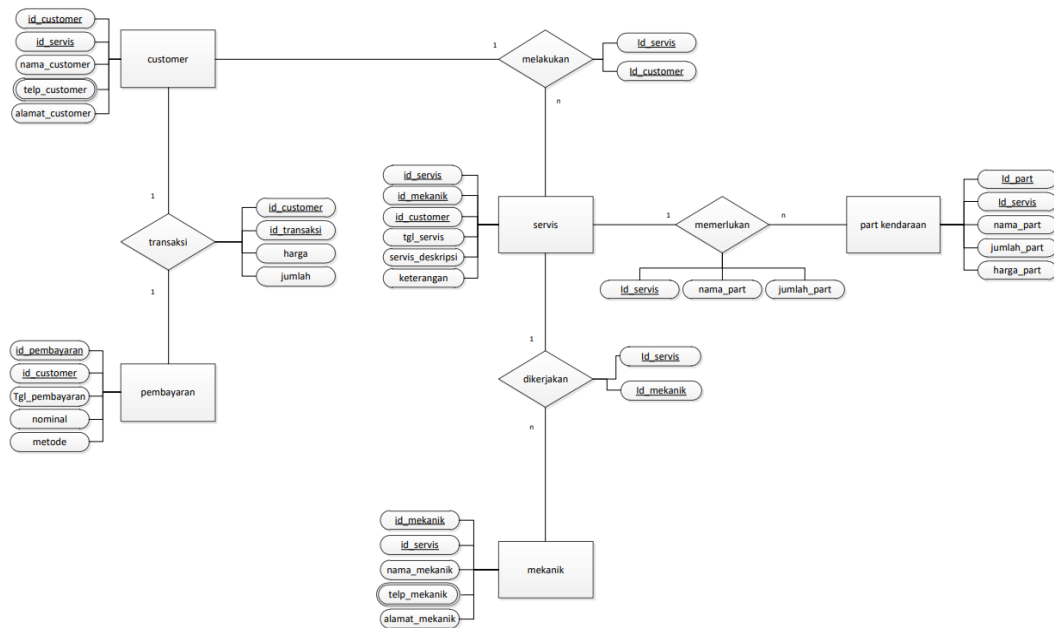 id_customer
id_servis
nama_customer
telp_customer
alamat_customer
customer
1
melakukan
Id_servis
Id_customer
n
1
transaksi
id_customer
id_transaksi
harga
jumlah
1
id_servis
id_mekanik
id_customer
tgl_servis
servis_deskripsi
keterangan
servis
1
memerlukan
n
part kendaraan
Id_part
Id_servis
nama_part
jumlah_part
harga_part
Id_servis
nama_part
jumlah_part
id_pembayaran
id_customer
Tgl_pembayaran
nominal
metode
pembayaran
1
dikerjakan
Id_servis
Id_mekanik
n
id_mekanik
id_servis
nama_mekanik
telp_mekanik
alamat_mekanik
mekanik